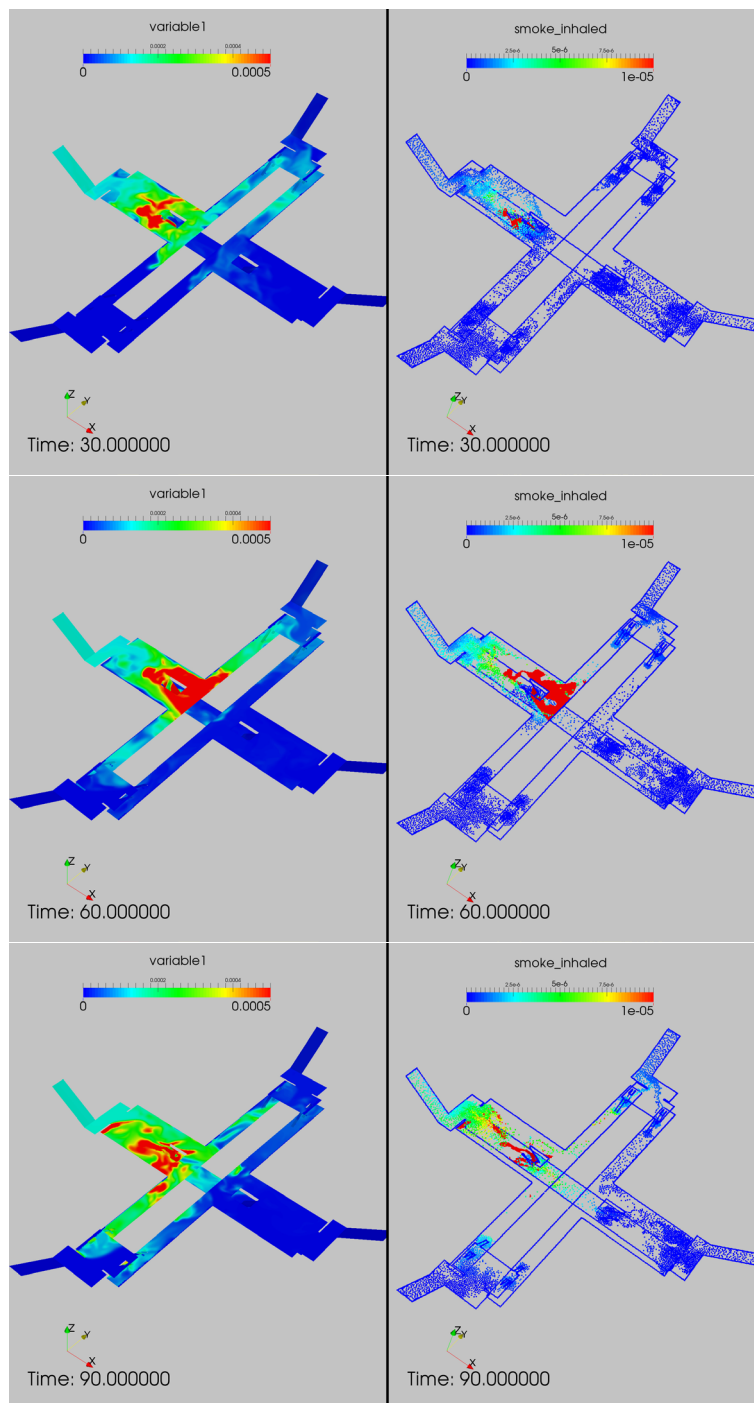 variable1
0.0002 0.0004
0 0.0005
Z
Y
X
Time: 30.000000
smoke_inhaled
2.5e-6 5e-6 7.5e-6
0 1e-05
Z
Y
X
Time: 30.000000
variable1
0.0002 0.0004
0 0.0005
Z
Y
X
Time: 60.000000
smoke_inhaled
2.5e-6 5e-6 7.5e-6
0 1e-05
Z
Y
X
Time: 60.000000
variable1
0.0002 0.0004
0 0.0005
Z
Y
X
Time: 90.000000
smoke_inhaled
2.5e-6 5e-6 7.5e-6
0 1e-05
Z
Y
X
Time: 90.000000